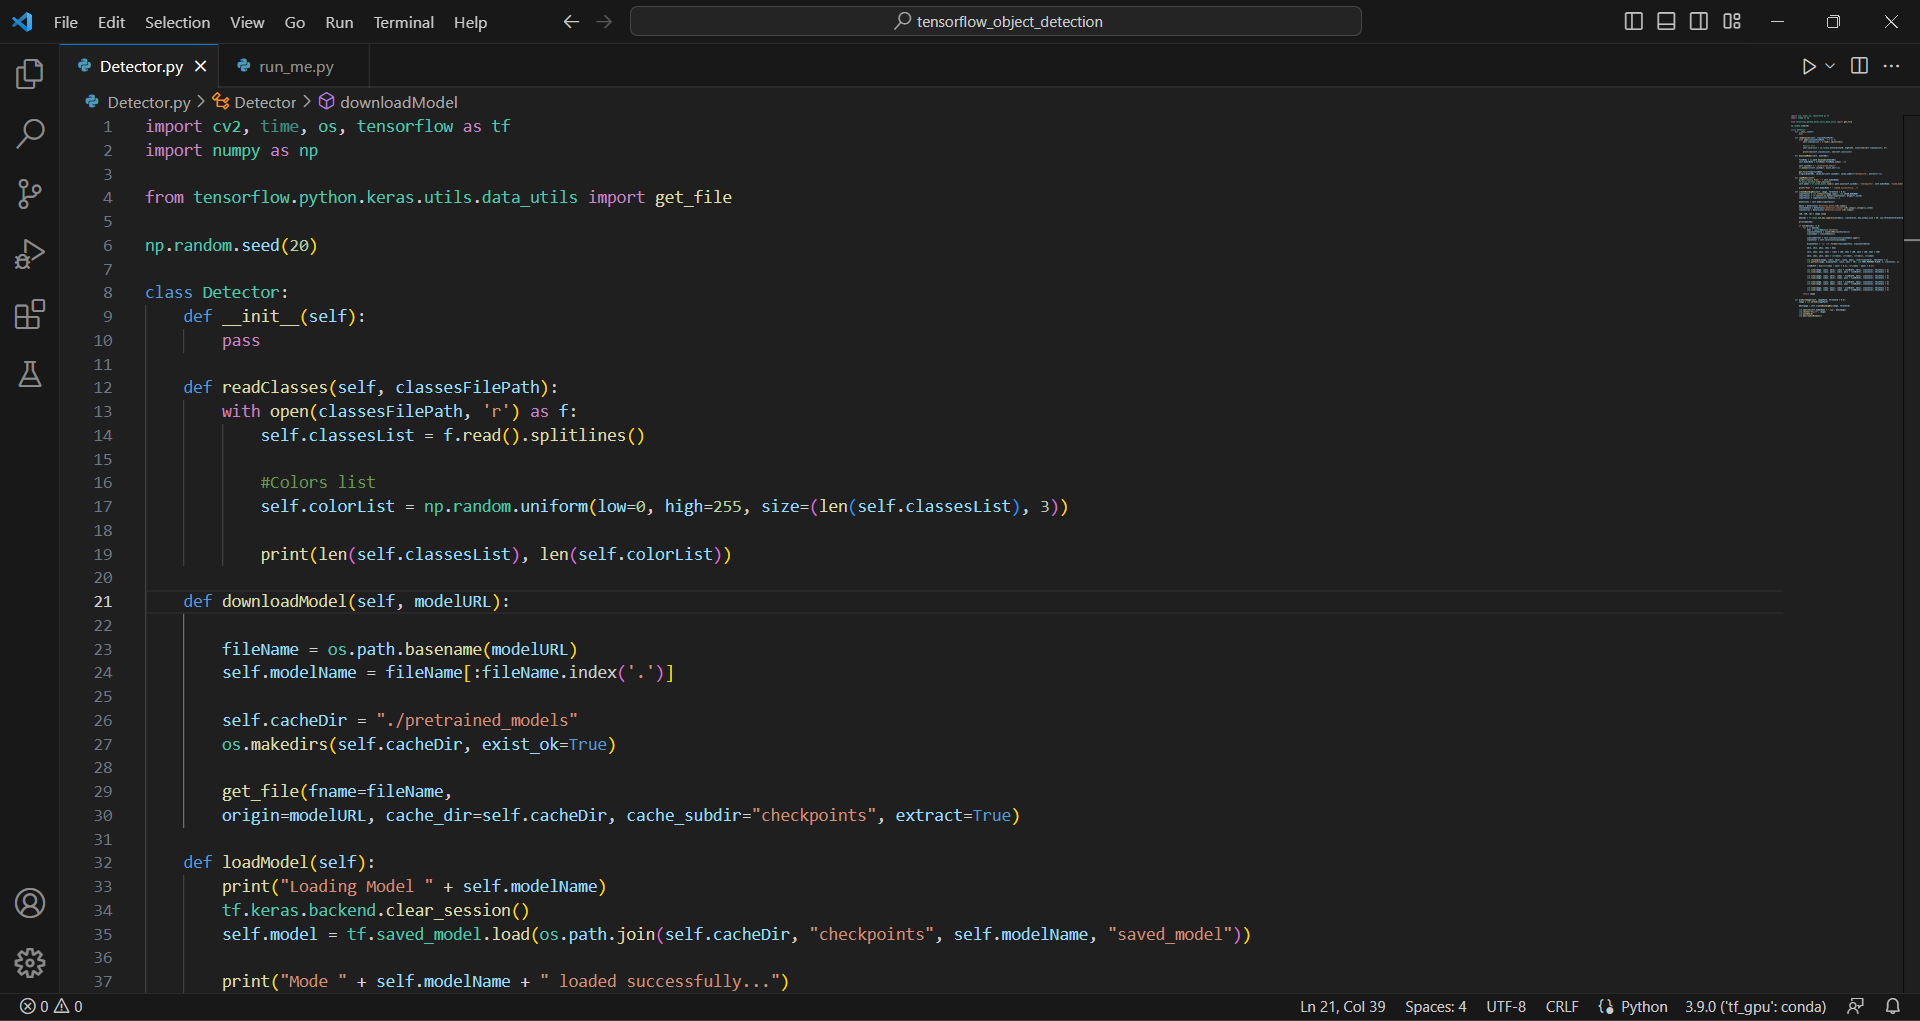 File Edit Selection View Go Run Terminal Help tensorflow_object_detection
Detector.py run_me.py
Detector.py > Detector > downloadModel
1 import cv2, time, os, tensorflow as tf
2 import numpy as np
3
4 from tensorflow.python.keras.utils.data_utils import get_file
5
6 np.random.seed(20)
7
8 class Detector:
9 def __init__(self):
10 pass
11
12 def readClasses(self, classesFilePath):
13 with open(classesFilePath, 'r') as f:
14 self.classesList = f.read().splitlines()
15
16 #Colors list
17 self.colorList = np.random.uniform(low=0, high=255, size=(len(self.classesList), 3))
18
19 print(len(self.classesList), len(self.colorList))
20
21 def downloadModel(self, modelURL):
22
23 fileName = os.path.basename(modelURL)
24 self.modelName = fileName[:fileName.index('.')]
25
26 self.cacheDir = "./pretrained_models"
27 os.makedirs(self.cacheDir, exist_ok=True)
28
29 get_file(fname=fileName,
30 origin=modelURL, cache_dir=self.cacheDir, cache_subdir="checkpoints", extract=True)
31
32 def loadModel(self):
33 print("Loading Model " + self.modelName)
34 tf.keras.backend.clear_session()
35 self.model = tf.saved_model.load(os.path.join(self.cacheDir, "checkpoints", self.modelName, "saved_model"))
36
37 print("Mode " + self.modelName + " loaded successfully...")
0 0 Ln 21, Col 39 Spaces: 4 UTF-8 CRLF Python 3.9.0 ('tf_gpu': conda)